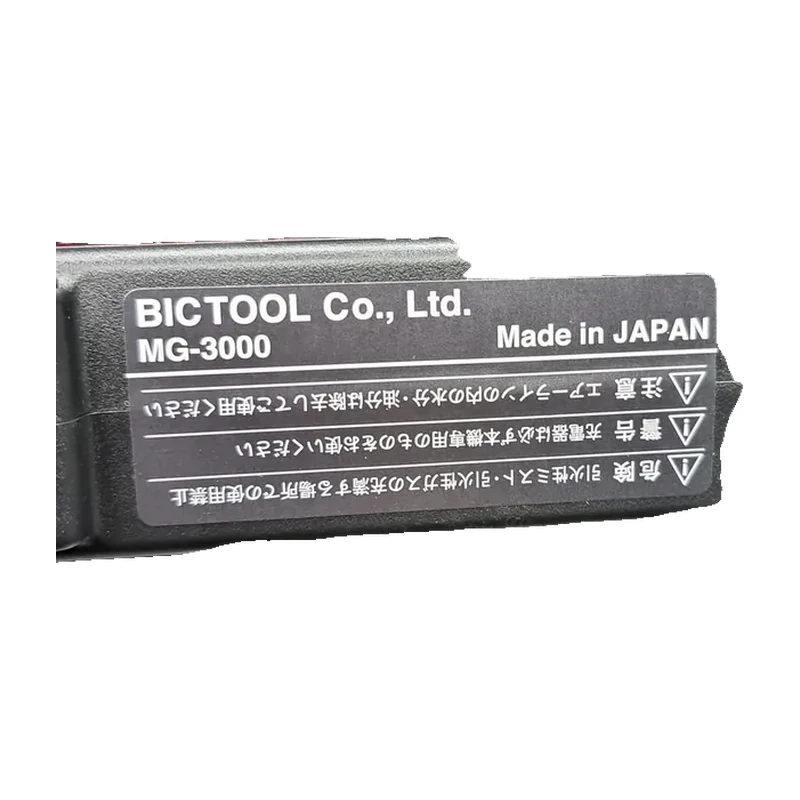 BICTOOL Co., Ltd.
MG-3000
Made in JAPAN
危険 引火性ミスト・引火性ガスの充満する場所での使用禁止
警告 充電器は必ず本機専用のものをお使いください
注意 エアーラインの内の水分・油分は除去してご使用ください